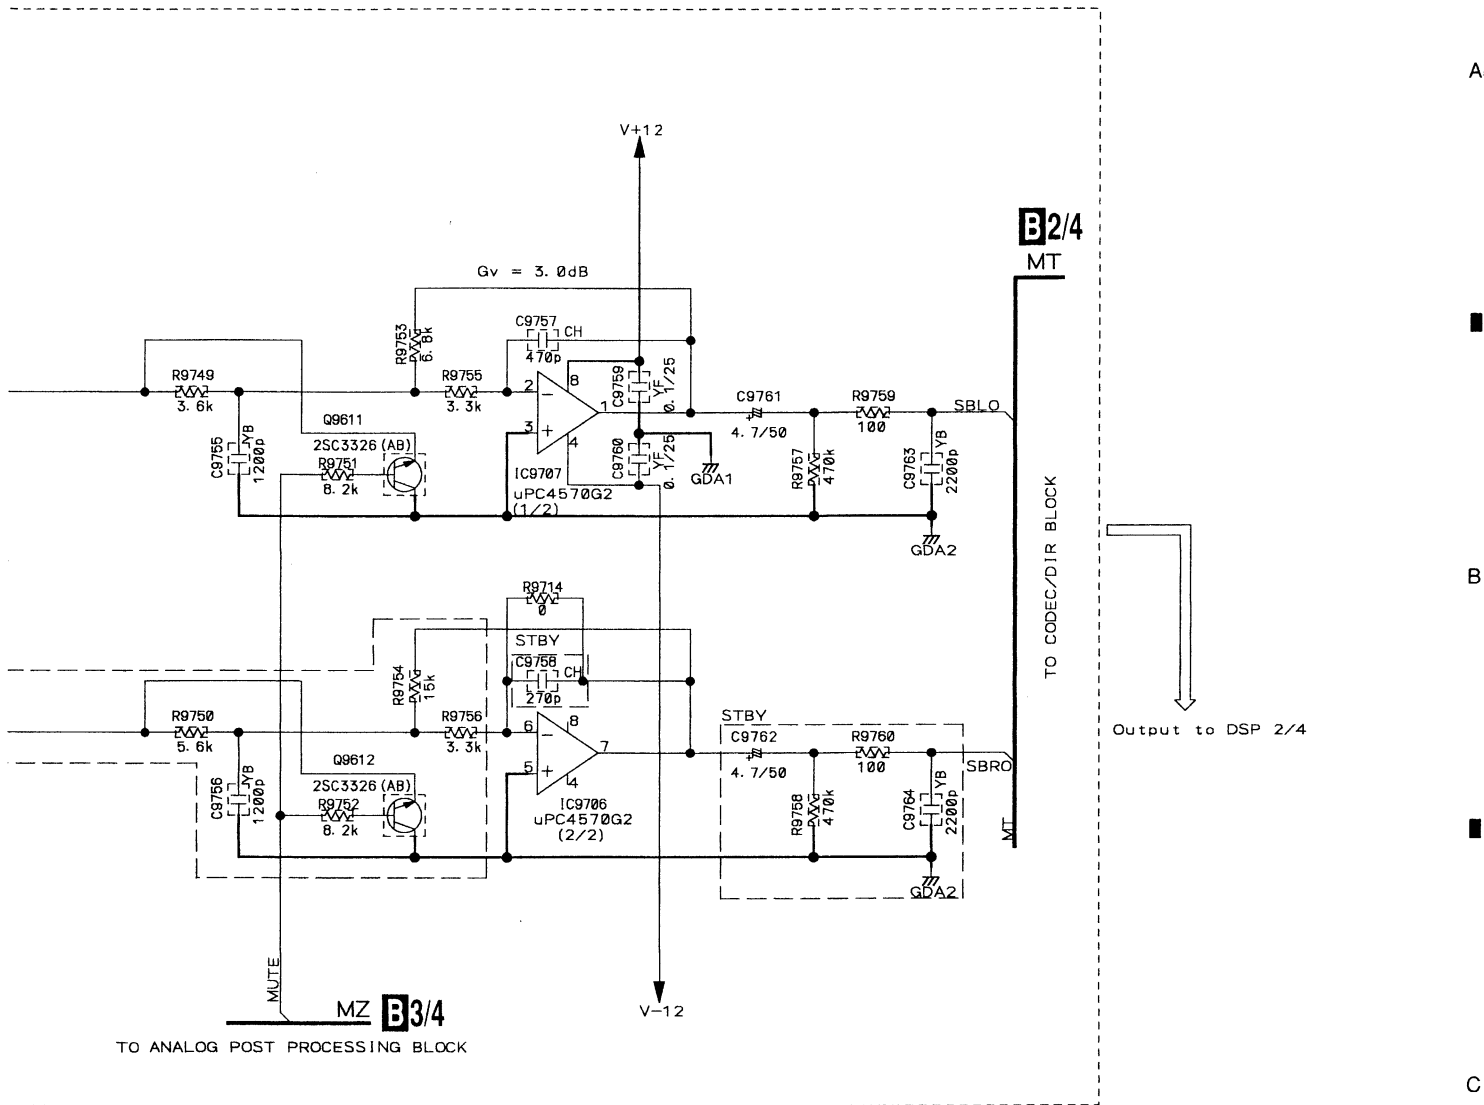 A
V+12
B 2/4
MT
Gv = 3.0dB
R9753
6.8k
C9757
CH
470p
R9749
3.6k
R9755
3.3k
2
8
1
3
4
C9759
YF
0.1/25
C9761
4.7/50
R9759
100
SBLO
Q9611
2SC3326(AB)
C9755
YB
1200p
R9751
8.2k
IC9707
uPC4570G2
(1/2)
C9760
YF
0.1/25
GDA1
R9757
470k
C9763
YB
2200p
GDA2
TO CODEC/DIR BLOCK
B
R9714
0
STBY
C9758
CH
270p
R9754
15k
R9750
5.6k
R9756
3.3k
6
8
7
5
4
STBY
C9762
4.7/50
R9760
100
SBRO
Output to DSP 2/4
Q9612
2SC3326(AB)
C9756
YB
1200p
R9752
8.2k
IC9706
uPC4570G2
(2/2)
R9758
470k
C9764
YB
2200p
MT
GDA2
MUTE
MZ B 3/4
V-12
TO ANALOG POST PROCESSING BLOCK
C